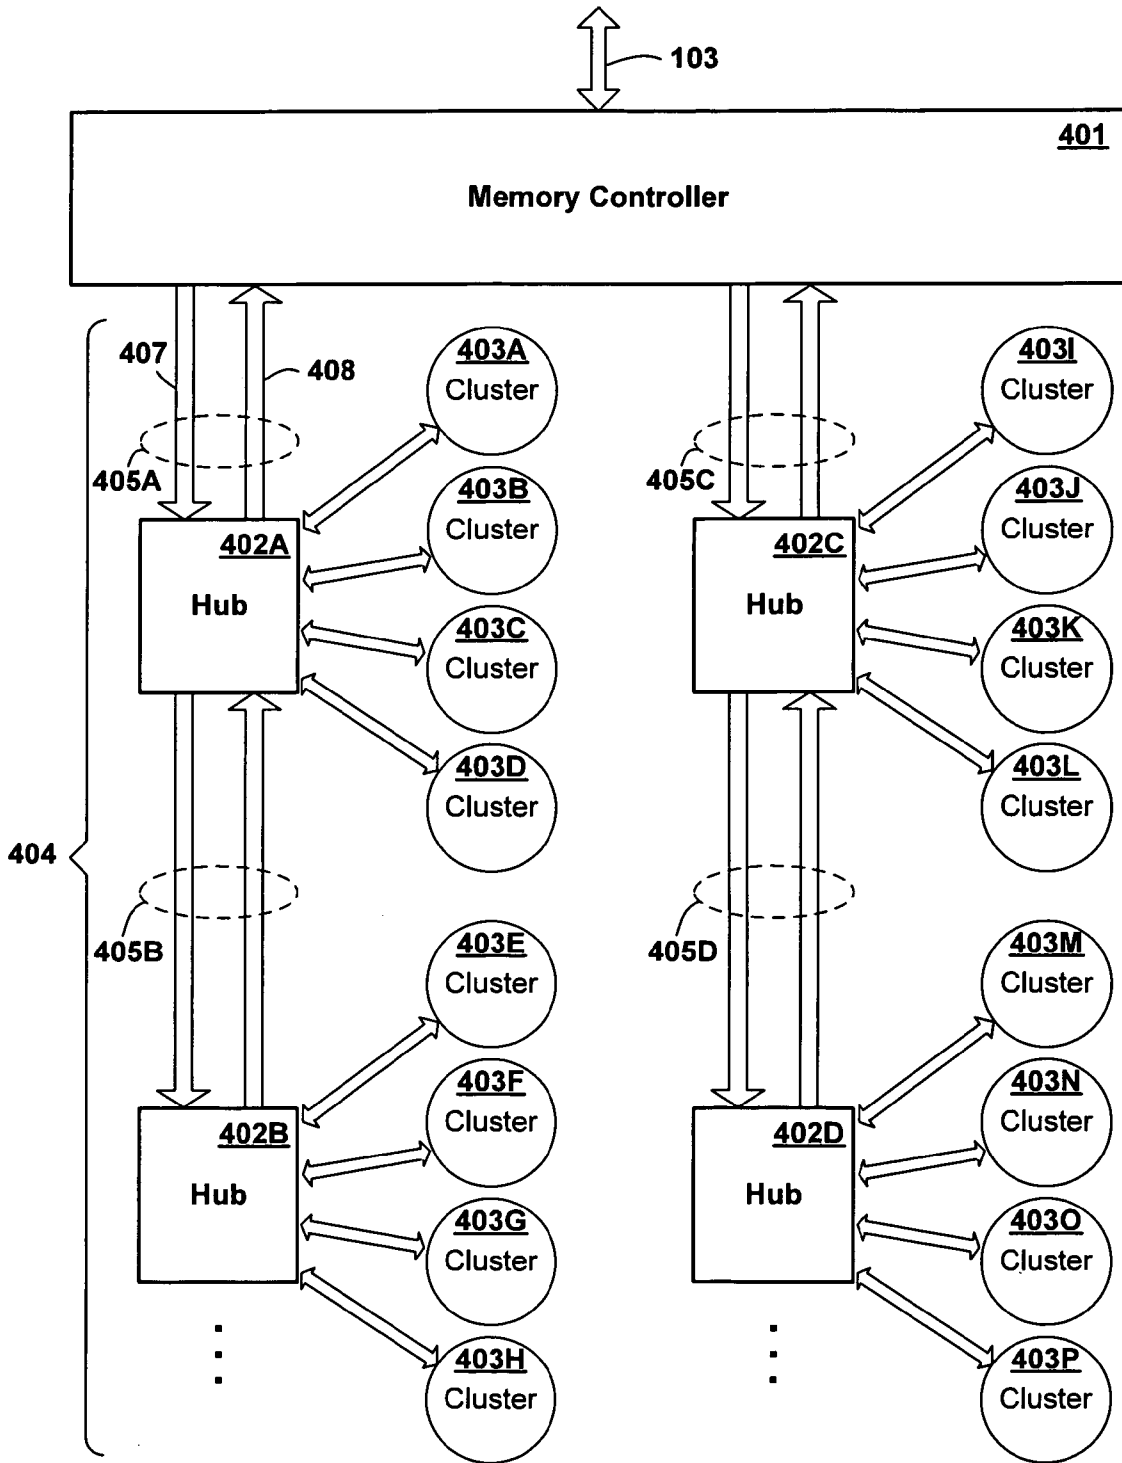 103
401
Memory Controller
407
408
403A
Cluster
403I
Cluster
405A
405C
403B
Cluster
403J
Cluster
402A
Hub
402C
Hub
403C
Cluster
403K
Cluster
403D
Cluster
403L
Cluster
404
405B
405D
403E
Cluster
403M
Cluster
403F
Cluster
403N
Cluster
402B
Hub
402D
Hub
403G
Cluster
403O
Cluster
403H
Cluster
403P
Cluster